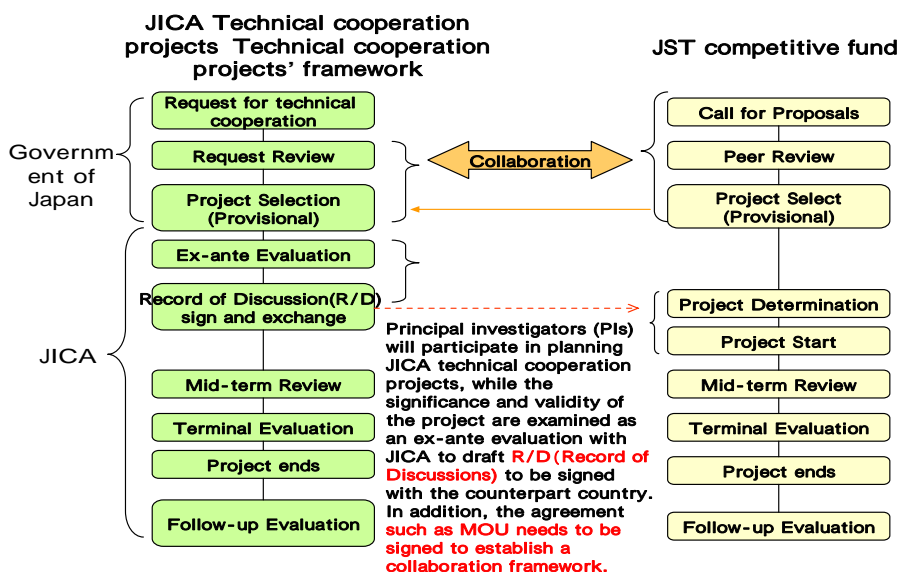 JICA Technical cooperation
projects Technical cooperation
projects' framework
JST competitive fund
Government of
Japan
JICA
Request for technical
cooperation
Request Review
Project Selection
(Provisional)
Ex-ante Evaluation
Record of Discussion(R/D)
sign and exchange
Mid-term Review
Terminal Evaluation
Project ends
Follow-up Evaluation
Collaboration
Principal investigators (PIs)
will participate in planning
JICA technical cooperation
projects, while the
significance and validity of
the project are examined as
an ex-ante evaluation with
JICA to draft R/D(Record of
Discussions) to be signed
with the counterpart country.
In addition, the agreement
such as MOU needs to be
signed to establish a
collaboration framework.
Call for Proposals
Peer Review
Project Select
(Provisional)
Project Determination
Project Start
Mid-term Review
Terminal Evaluation
Project ends
Follow-up Evaluation